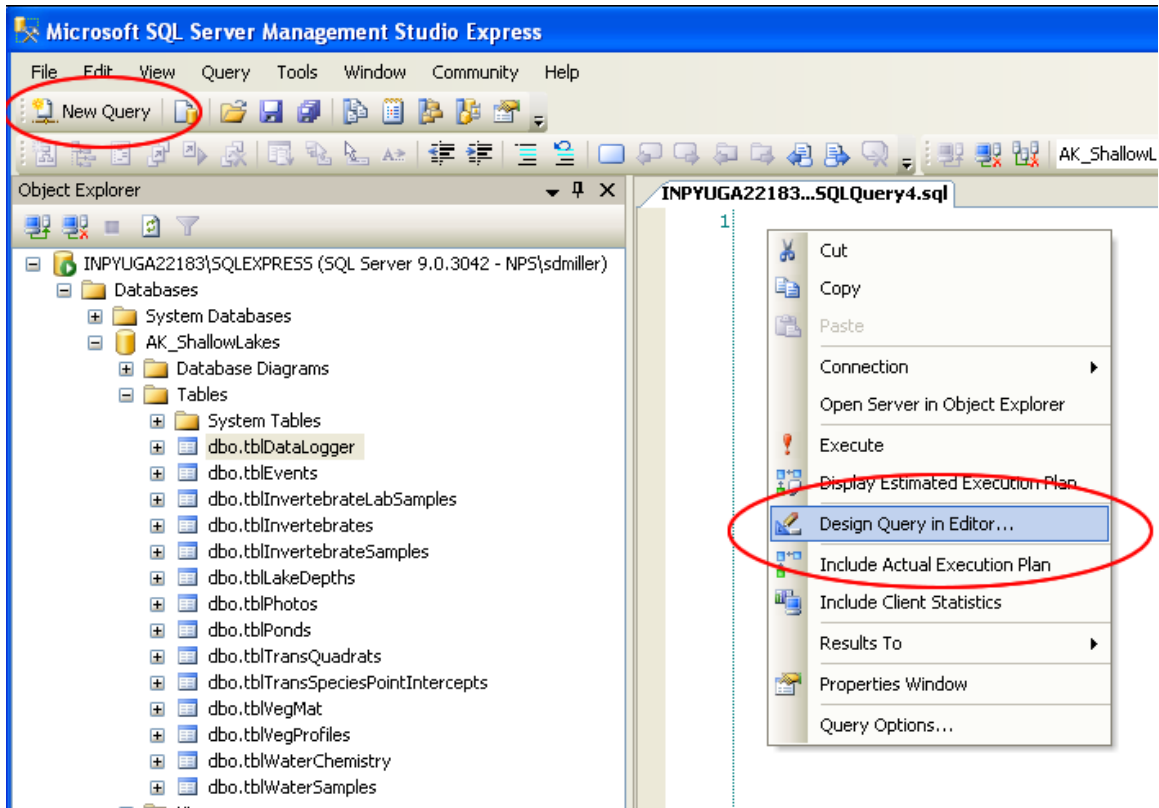 Microsoft SQL Server Management Studio Express
File Edit View Query Tools Window Community Help
New Query
AK_ShallowL
Object Explorer
INPYUGA22183\SQLEXPRESS (SQL Server 9.0.3042 - NPS\sdmiller)
Databases
System Databases
AK_ShallowLakes
Database Diagrams
Tables
System Tables
dbo.tblDataLogger
dbo.tblEvents
dbo.tblInvertebrateLabSamples
dbo.tblInvertebrates
dbo.tblInvertebrateSamples
dbo.tblLakeDepths
dbo.tblPhotos
dbo.tblPonds
dbo.tblTransQuadrats
dbo.tblTransSpeciesPointIntercepts
dbo.tblVegMat
dbo.tblVegProfiles
dbo.tblWaterChemistry
dbo.tblWaterSamples
INPYUGA22183...SQLQuery4.sql
1
Cut
Copy
Paste
Connection
Open Server in Object Explorer
Execute
Display Estimated Execution Plan
Design Query in Editor...
Include Actual Execution Plan
Include Client Statistics
Results To
Properties Window
Query Options...